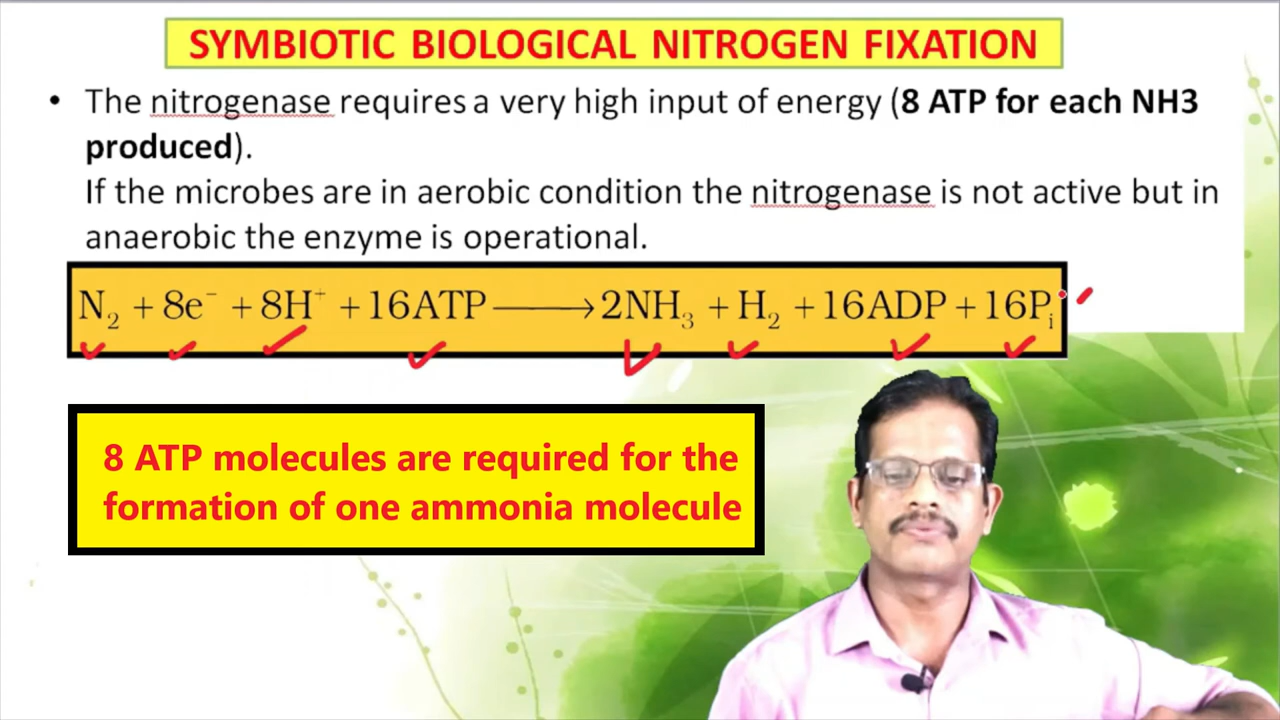 SYMBIOTIC BIOLOGICAL NITROGEN FIXATION
• The nitrogenase requires a very high input of energy (8 ATP for each NH3
produced).
If the microbes are in aerobic condition the nitrogenase is not active but in
anaerobic the enzyme is operational.
N₂ + 8e⁻ + 8H⁺ + 16ATP ⟶ 2NH₃ + H₂ + 16ADP + 16Pᵢ
8 ATP molecules are required for the
formation of one ammonia molecule